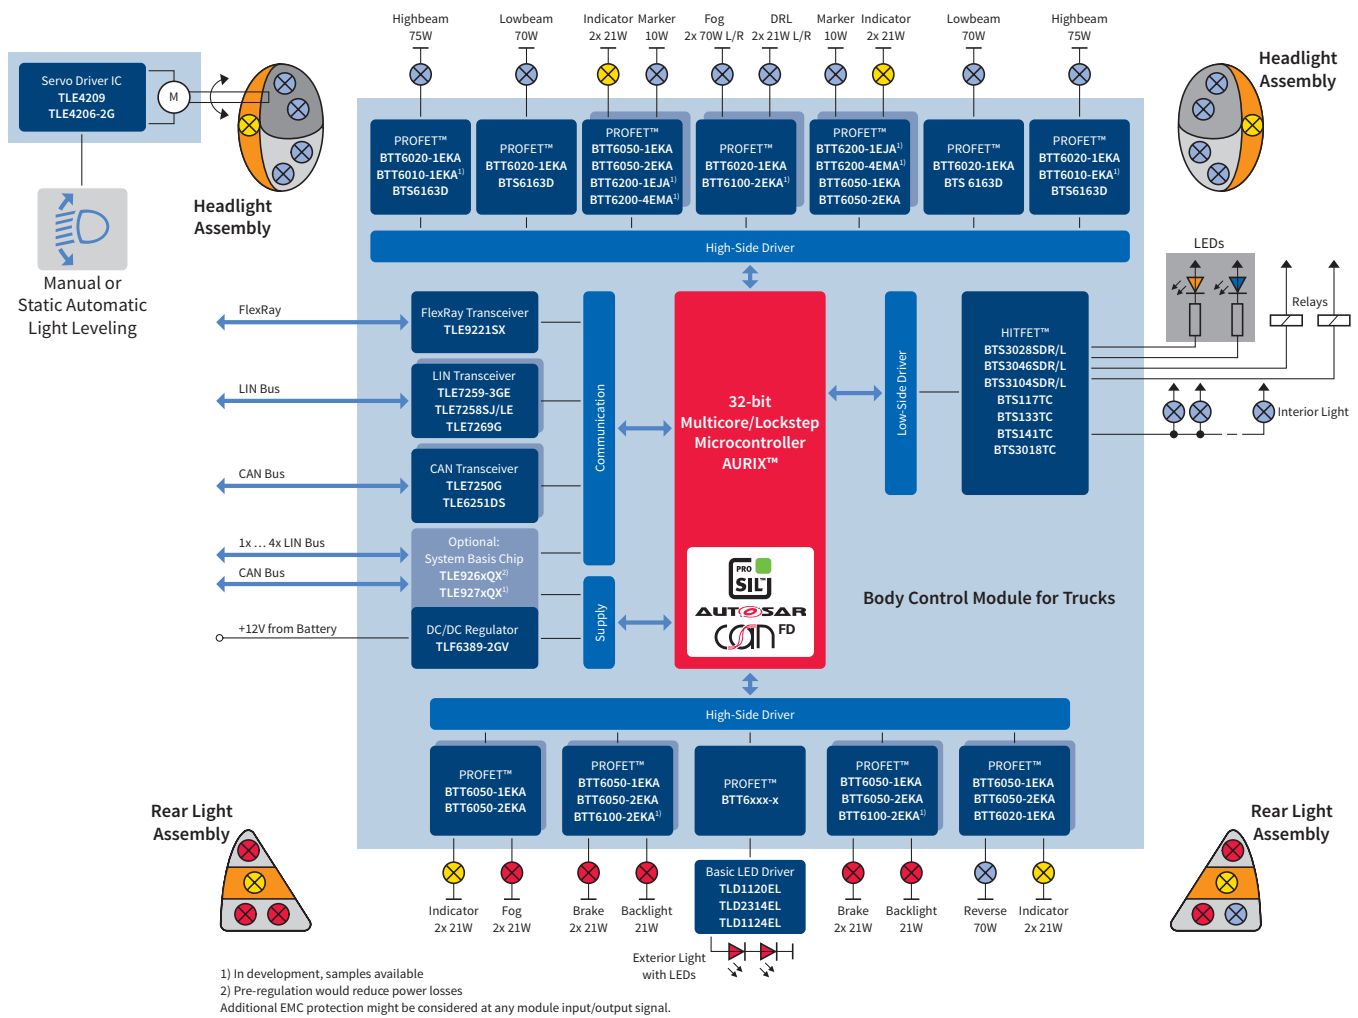 Highbeam
75W
Lowbeam
70W
Indicator
2x 21W
Marker
10W
Fog
2x 70W L/R
DRL
2x 21W L/R
Marker
10W
Indicator
2x 21W
Lowbeam
70W
Highbeam
75W
Servo Driver IC
TLE4209
TLE4206-2G
M
Headlight
Assembly
Manual or
Static Automatic
Light Leveling
Headlight
Assembly
PROFET™
BTT6020-1EKA
BTT6010-1EKA1)
BTS6163D
PROFET™
BTT6020-1EKA
BTS6163D
PROFET™
BTT6050-1EKA
BTT6050-2EKA
BTT6200-1EJA1)
BTT6200-4EMA1)
PROFET™
BTT6020-1EKA
BTT6100-2EKA1)
PROFET™
BTT6200-1EJA1)
BTT6200-4EMA1)
BTT6050-1EKA
BTT6050-2EKA
PROFET™
BTT6020-1EKA
BTS 6163D
PROFET™
BTT6020-1EKA
BTT6010-EKA1)
BTS6163D
High-Side Driver
FlexRay
FlexRay Transceiver
TLE9221SX
LIN Bus
LIN Transceiver
TLE7259-3GE
TLE7258SJ/LE
TLE7269G
CAN Bus
CAN Transceiver
TLE7250G
TLE6251DS
1x ... 4x LIN Bus
CAN Bus
Optional:
System Basis Chip
TLE926xQX2)
TLE927xQX1)
+12V from Battery
DC/DC Regulator
TLF6389-2GV
Communication
Supply
32-bit
Multicore/Lockstep
Microcontroller
AURIX™
PRO
SIL™
AUTOSAR
CAN FD
Low-Side Driver
HITFET™
BTS3028SDR/L
BTS3046SDR/L
BTS3104SDR/L
BTS117TC
BTS133TC
BTS141TC
BTS3018TC
LEDs
Relays
Interior Light
Body Control Module for Trucks
High-Side Driver
PROFET™
BTT6050-1EKA
BTT6050-2EKA
PROFET™
BTT6050-1EKA
BTT6050-2EKA
BTT6100-2EKA1)
PROFET™
BTT6xxx-x
PROFET™
BTT6050-1EKA
BTT6050-2EKA
BTT6100-2EKA1)
PROFET™
BTT6050-1EKA
BTT6050-2EKA
BTT6020-1EKA
Rear Light
Assembly
Rear Light
Assembly
Indicator
2x 21W
Fog
2x 21W
Brake
2x 21W
Backlight
21W
Basic LED Driver
TLD1120EL
TLD2314EL
TLD1124EL
Brake
2x 21W
Backlight
21W
Reverse
70W
Indicator
2x 21W
Exterior Light
with LEDs
1) In development, samples available
2) Pre-regulation would reduce power losses
Additional EMC protection might be considered at any module input/output signal.